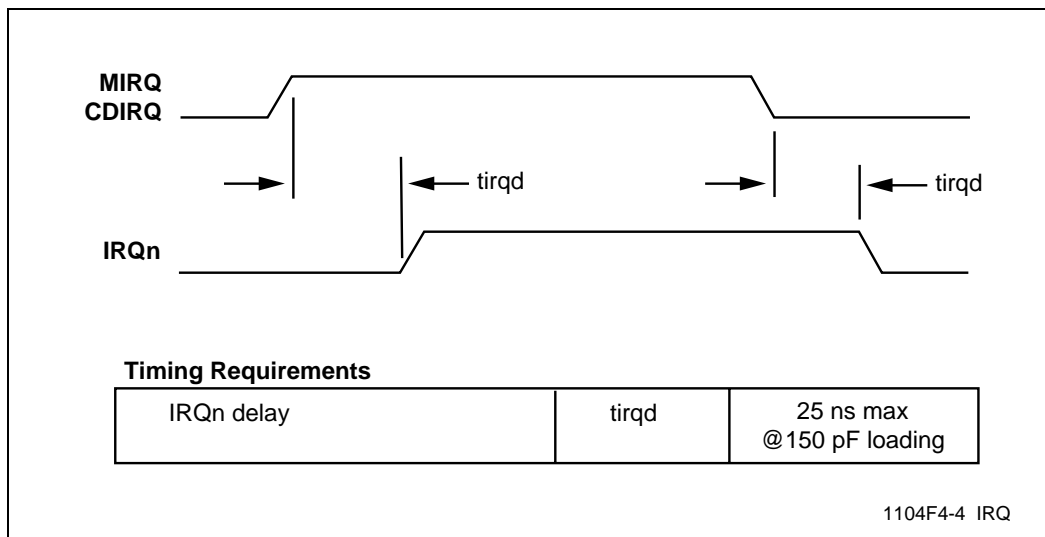 MIRQ
CDIRQ
tirqd
tirqd
IRQn
Timing Requirements
IRQn delay
tirqd
25 ns max
@150 pF loading
1104F4-4 IRQ